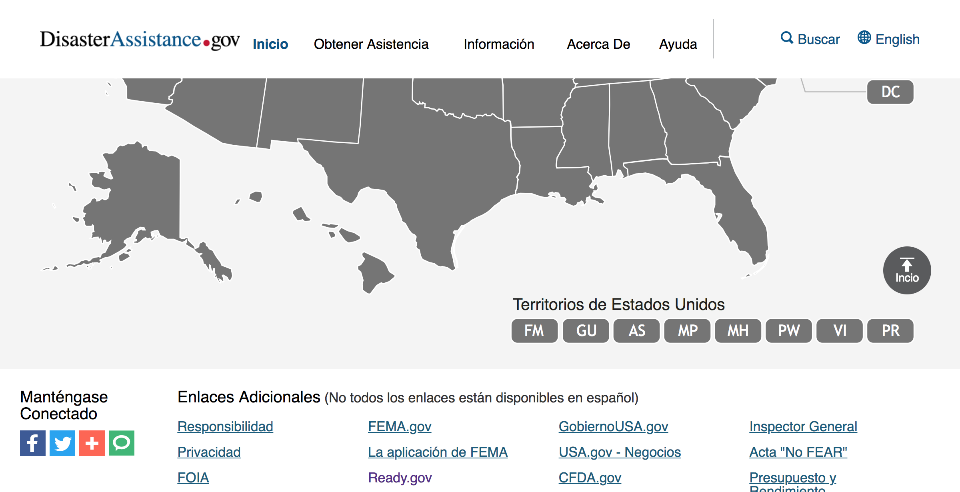 DisasterAssistance.gov Inicio Obtener Asistencia Información Acerca De Ayuda Buscar English
DC
Incio
Territorios de Estados Unidos
FM GU AS MP MH PW VI PR
Manténgase
Conectado
Enlaces Adicionales (No todos los enlaces están disponibles en español)
Responsibilidad FEMA.gov GobiernoUSA.gov Inspector General
Privacidad La aplicación de FEMA USA.gov - Negocios Acta "No FEAR"
FOIA Ready.gov CFDA.gov Presupuesto y
Rendimiento